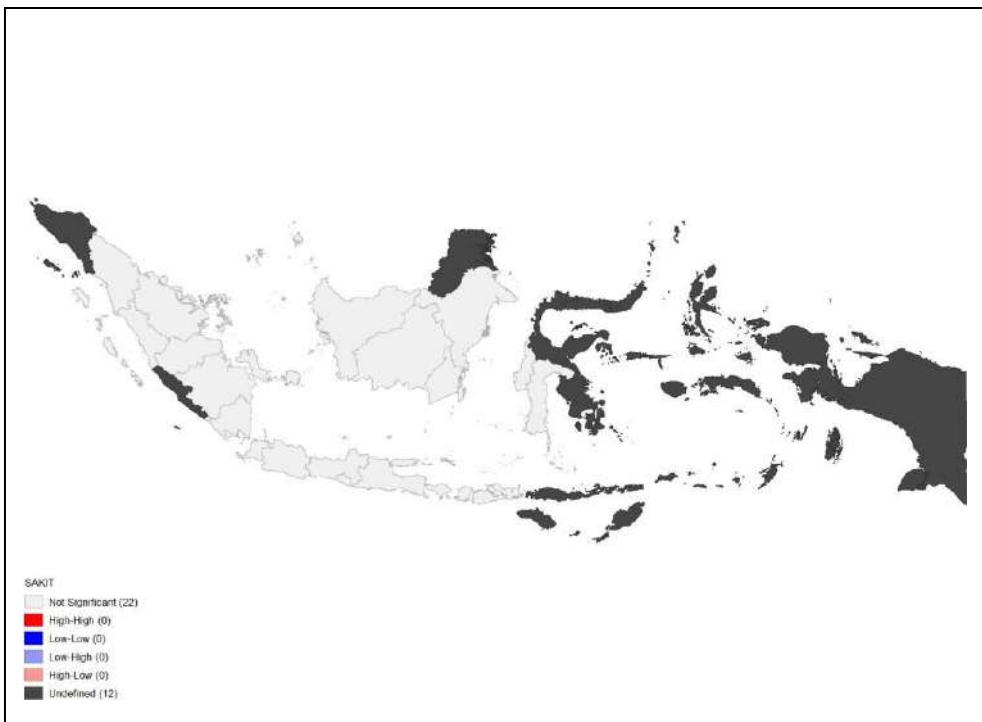 SAKIT
Not Significant (22)
High-High (0)
Low-Low (0)
Low-High (0)
High-Low (0)
Undefined (12)